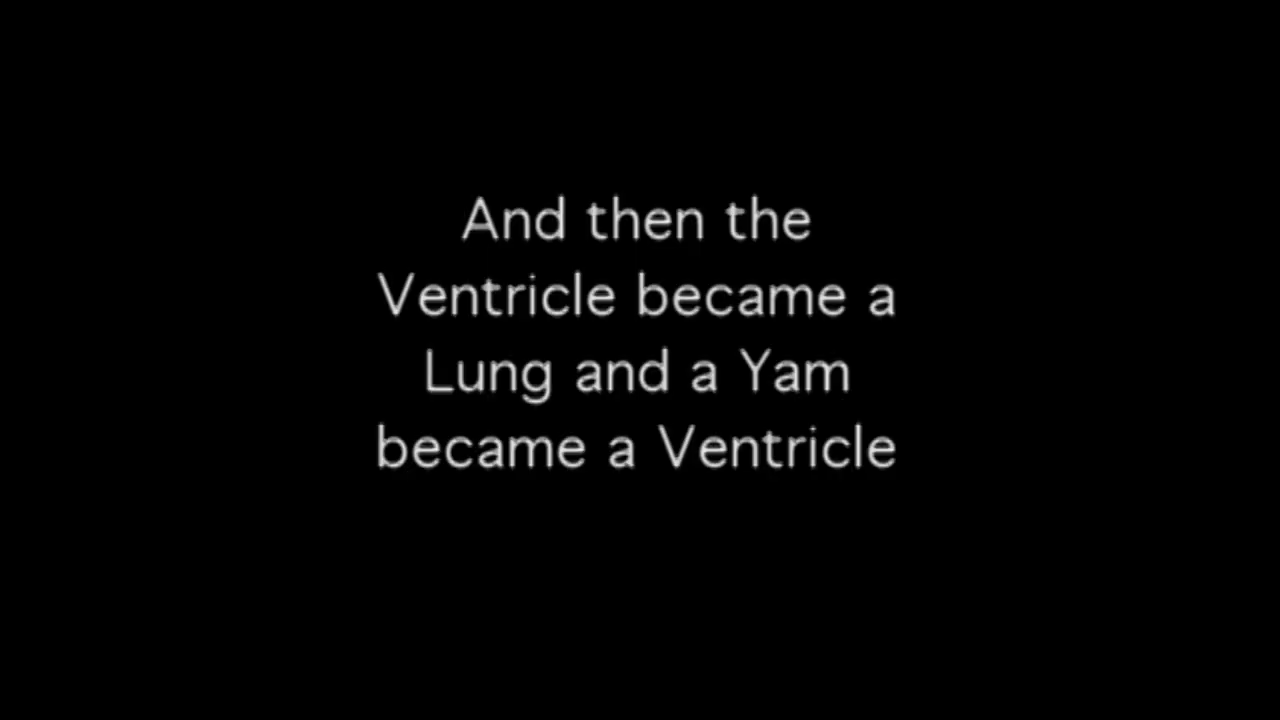 And then the
Ventricle became a
Lung and a Yam
became a Ventricle